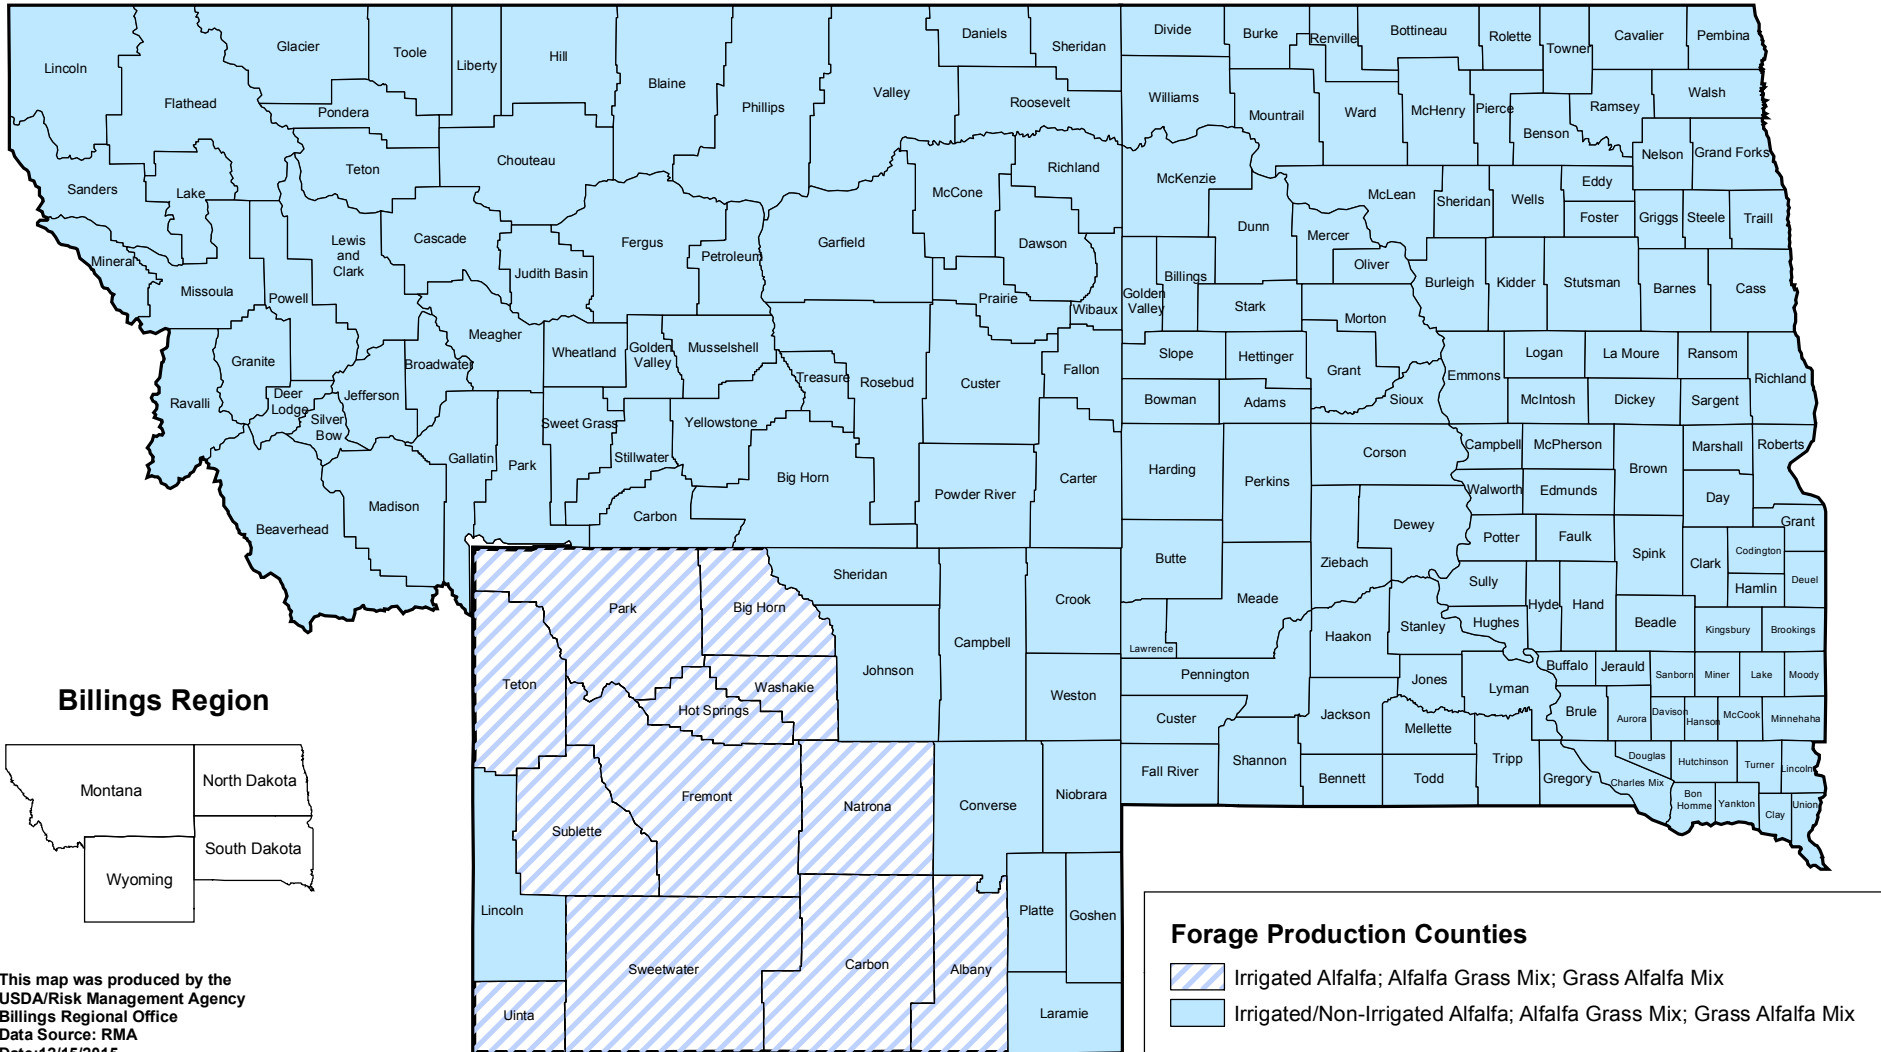 Lincoln
Flathead
Glacier
Toole
Liberty
Hill
Blaine
Phillips
Valley
Daniels
Sheridan
Roosevelt
Pondera
Teton
Chouteau
Sanders
Lake
Mineral
Missoula
Powell
Lewis
and
Clark
Cascade
Judith Basin
Fergus
Petroleum
Garfield
McCone
Richland
Dawson
Prairie
Wibaux
Granite
Ravalli
Deer
Lodge
Silver
Bow
Jefferson
Broadwater
Meagher
Wheatland
Golden
Valley
Musselshell
Treasure
Rosebud
Custer
Fallon
Beaverhead
Madison
Gallatin
Park
Sweet Grass
Stillwater
Yellowstone
Carbon
Big Horn
Powder River
Carter
Divide
Burke
Renville
Bottineau
Rolette
Towner
Cavalier
Pembina
Williams
Mountrail
Ward
McHenry
Pierce
Benson
Ramsey
Walsh
Nelson
Grand Forks
McKenzie
Dunn
McLean
Mercer
Oliver
Sheridan
Wells
Eddy
Foster
Griggs
Steele
Traill
Golden
Valley
Billings
Stark
Morton
Burleigh
Kidder
Stutsman
Barnes
Cass
Slope
Hettinger
Grant
Sioux
Emmons
Logan
La Moure
Ransom
Richland
Bowman
Adams
McIntosh
Dickey
Sargent
Harding
Perkins
Corson
Campbell
McPherson
Brown
Marshall
Roberts
Walworth
Edmunds
Day
Grant
Butte
Meade
Ziebach
Dewey
Potter
Faulk
Spink
Clark
Codington
Hamlin
Deuel
Sully
Hyde
Hand
Beadle
Kingsbury
Brookings
Lawrence
Haakon
Stanley
Hughes
Pennington
Jones
Lyman
Buffalo
Jerauld
Sanborn
Miner
Lake
Moody
Custer
Jackson
Mellette
Brule
Aurora
Davison
Hanson
McCook
Minnehaha
Fall River
Shannon
Bennett
Todd
Tripp
Gregory
Charles Mix
Douglas
Hutchinson
Turner
Lincoln
Bon
Homme
Yankton
Clay
Union
Park
Big Horn
Sheridan
Crook
Campbell
Johnson
Weston
Teton
Washakie
Hot Springs
Fremont
Natrona
Converse
Niobrara
Sublette
Lincoln
Sweetwater
Carbon
Albany
Platte
Goshen
Laramie
Uinta
Billings Region
Montana
North Dakota
South Dakota
Wyoming
This map was produced by the
USDA/Risk Management Agency
Billings Regional Office
Data Source: RMA
Date:12/15/2015
Forage Production Counties
Irrigated Alfalfa; Alfalfa Grass Mix; Grass Alfalfa Mix
Irrigated/Non-Irrigated Alfalfa; Alfalfa Grass Mix; Grass Alfalfa Mix